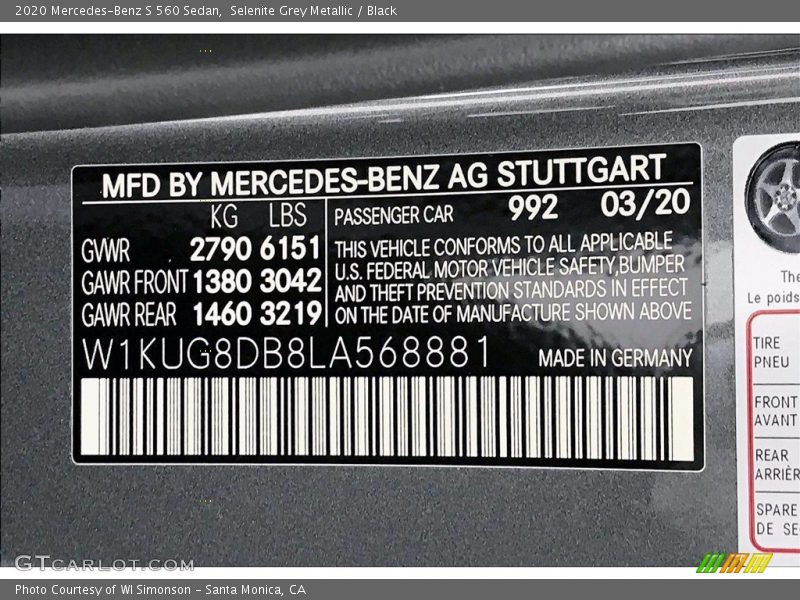 2020 Mercedes-Benz S 560 Sedan, Selenite Grey Metallic / Black
MFD BY MERCEDES-BENZ AG STUTTGART
KG LBS PASSENGER CAR 992 03/20
GVWR 2790 6151
GAWR FRONT 1380 3042
GAWR REAR 1460 3219
THIS VEHICLE CONFORMS TO ALL APPLICABLE
U.S. FEDERAL MOTOR VEHICLE SAFETY,BUMPER
AND THEFT PREVENTION STANDARDS IN EFFECT
ON THE DATE OF MANUFACTURE SHOWN ABOVE
W1KUG8DB8LA568881 MADE IN GERMANY
The
Le poids
TIRE
PNEU
FRONT
AVANT
REAR
ARRIÈR
SPARE
DE SE
GTCARLOT.COM
Photo Courtesy of WI Simonson - Santa Monica, CA